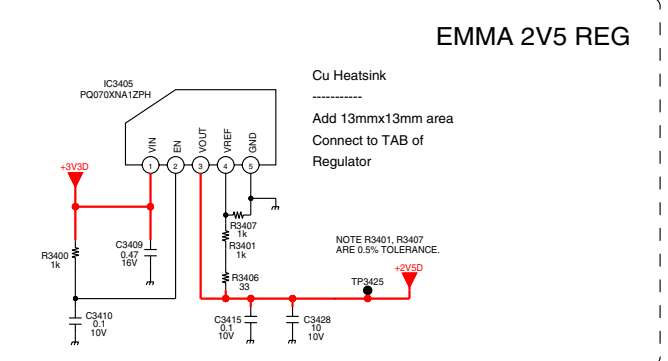 EMMA 2V5 REG
IC3405
PQ070XNA1ZPH
Cu Heatsink
-----------
Add 13mmx13mm area
Connect to TAB of
Regulator
VIN
EN
VOUT
VREF
GND
1
2
3
4
5
+3V3D
R3407
1k
R3401
1k
R3400
1k
C3409
0.47
16V
NOTE R3401, R3407
ARE 0.5% TOLERANCE.
R3406
33
TP3425
+2V5D
C3410
0.1
10V
C3415
0.1
10V
C3428
10
10V